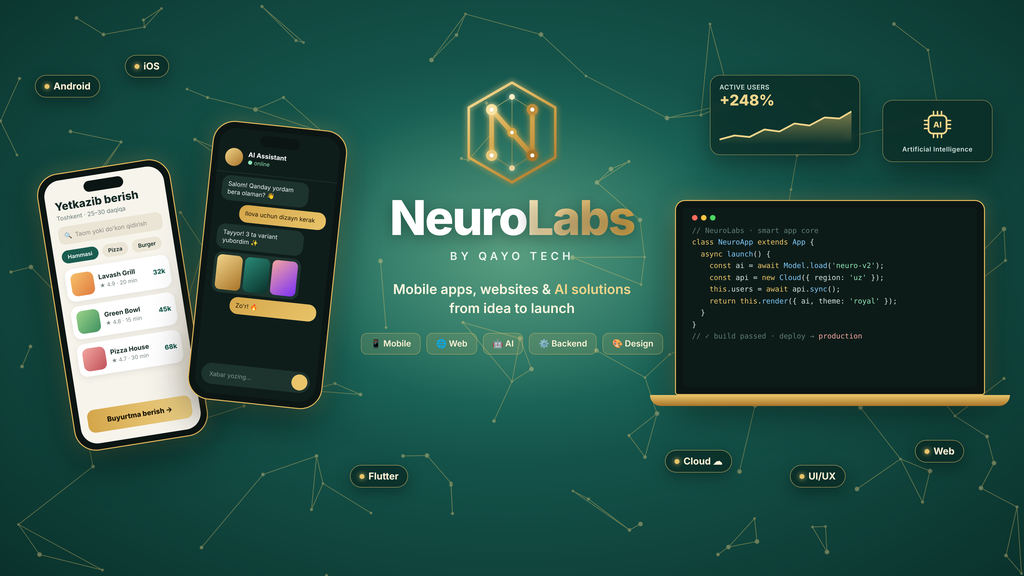 Android
iOS
Yetkazib berish
Toshkent · 25–30 daqiqa
🔍 Taom yoki do'kon qidirish
Hammasi
Pizza
Burger
Lavash Grill
★ 4.9 · 20 min
32k
Green Bowl
★ 4.8 · 15 min
45k
Pizza House
★ 4.7 · 30 min
68k
Buyurtma berish →
AI Assistant
online
Salom! Qanday yordam
bera olaman? 👋
Ilova uchun dizayn kerak
Tayyor! 3 ta variant
yubordim ✨
Zo'r! 🔥
Xabar yozing...
NeuroLabs
BY QAYO TECH
Mobile apps, websites & AI solutions
from idea to launch
📱 Mobile
🌐 Web
🤖 AI
⚙️ Backend
🎨 Design
ACTIVE USERS
+248%
AI
Artificial Intelligence
// NeuroLabs · smart app core
class NeuroApp extends App {
async launch() {
const ai = await Model.load('neuro-v2');
const api = new Cloud({ region: 'uz' });
this.users = await api.sync();
return this.render({ ai, theme: 'royal' });
}
}
// ✓ build passed · deploy → production
Flutter
Cloud ☁
UI/UX
Web